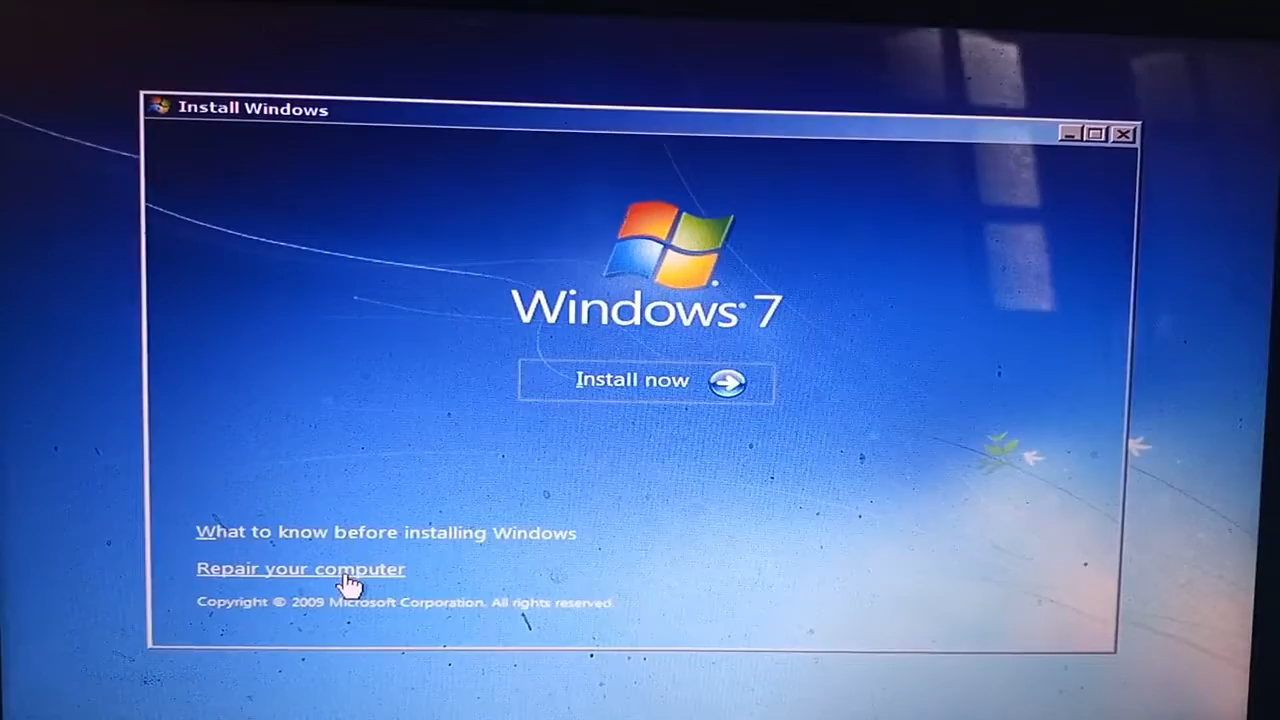 Install Windows
Windows 7
Install now
What to know before installing Windows
Repair your computer
Copyright © 2009 Microsoft Corporation. All rights reserved.